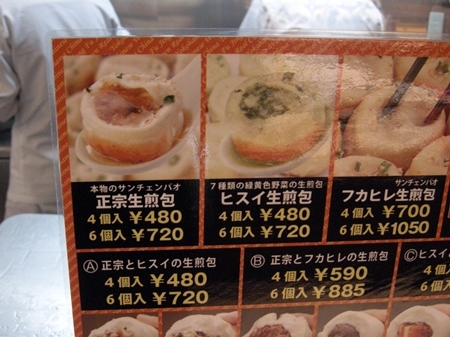 本物のサンチェンパオ
正宗生煎包
4個入 ￥480
6個入 ￥720
7種類の緑黄色野菜の生煎包
ヒスイ生煎包
4個入 ￥480
6個入 ￥720
サンチェンパオ
フカヒレ生煎包
4個入 ￥700
6個入 ￥1050
Ⓐ 正宗とヒスイの生煎包
4個入 ￥480
6個入 ￥720
Ⓑ 正宗とフカヒレの生煎包
4個入 ￥590
6個入 ￥885
Ⓒ ヒスイ
4個
6個